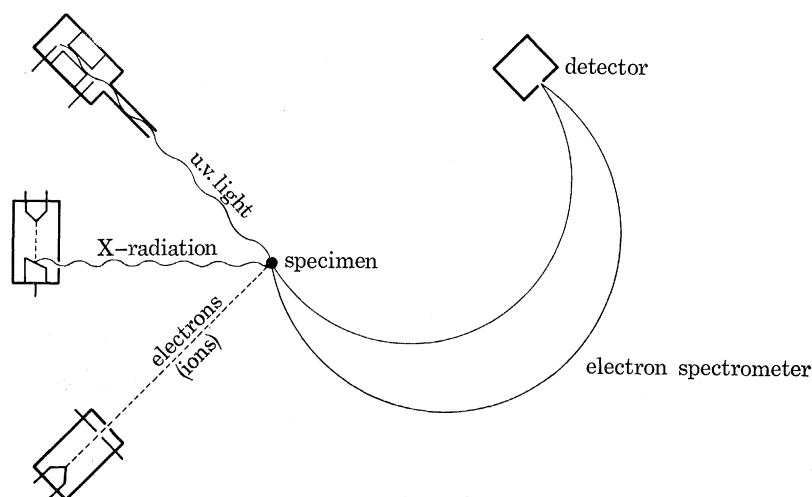 detector
u.v. light
X–radiation
specimen
electrons
(ions)
electron spectrometer